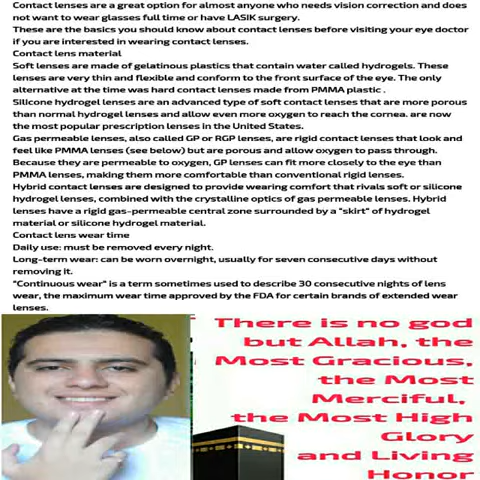 Contact lenses are a great option for almost anyone who needs vision correction and does
not want to wear glasses full time or have LASIK surgery.
These are the basics you should know about contact lenses before visiting your eye doctor
if you are interested in wearing contact lenses.
Contact lens material
Soft lenses are made of gelatinous plastics that contain water called hydrogels. These
lenses are very thin and flexible and conform to the front surface of the eye. The only
alternative at the time was hard contact lenses made from PMMA plastic .
Silicone hydrogel lenses are an advanced type of soft contact lenses that are more porous
than normal hydrogel lenses and allow even more oxygen to reach the cornea. are now
the most popular prescription lenses in the United States.
Gas permeable lenses, also called GP or RGP lenses, are rigid contact lenses that look and
feel like PMMA lenses (see below) but are porous and allow oxygen to pass through.
Because they are permeable to oxygen, GP lenses can fit more closely to the eye than
PMMA lenses, making them more comfortable than conventional rigid lenses.
Hybrid contact lenses are designed to provide wearing comfort that rivals soft or silicone
hydrogel lenses, combined with the crystalline optics of gas permeable lenses. Hybrid
lenses have a rigid gas-permeable central zone surrounded by a "skirt" of hydrogel
material or silicone hydrogel material.
Contact lens wear time
Daily use: must be removed every night.
Long-term wear: can be worn overnight, usually for seven consecutive days without
removing it.
"Continuous wear" is a term sometimes used to describe 30 consecutive nights of lens
wear, the maximum wear time approved by the FDA for certain brands of extended wear
lenses.
There is no god
but Allah, the
Most Gracious,
the Most
Merciful,
the Most High
Glory
and Living
Honor